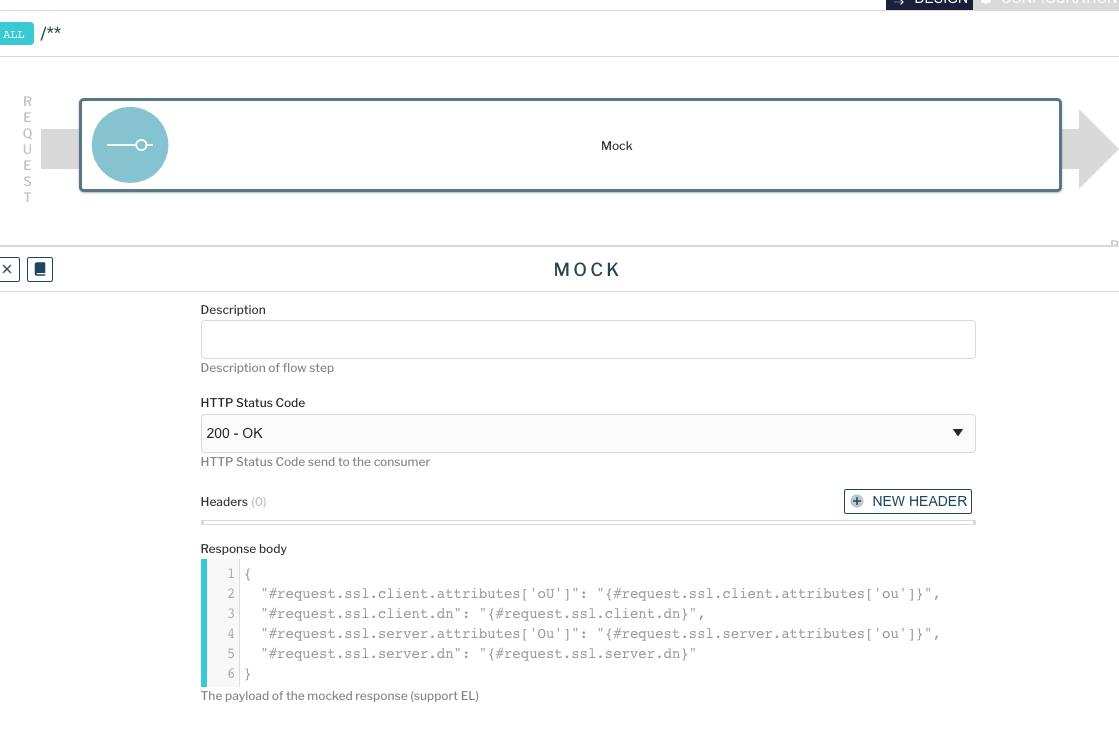 DESIGN CONFIGURATION
ALL /**
REQUEST
Mock
MOCK
Description
Description of flow step
HTTP Status Code
200 - OK
HTTP Status Code send to the consumer
Headers (0) NEW HEADER
Response body
1 {
2 "#request.ssl.client.attributes['oU']": "{#request.ssl.client.attributes['ou']}",
3 "#request.ssl.client.dn": "{#request.ssl.client.dn}",
4 "#request.ssl.server.attributes['Ou']": "{#request.ssl.server.attributes['ou']}",
5 "#request.ssl.server.dn": "{#request.ssl.server.dn}"
6 }
The payload of the mocked response (support EL)